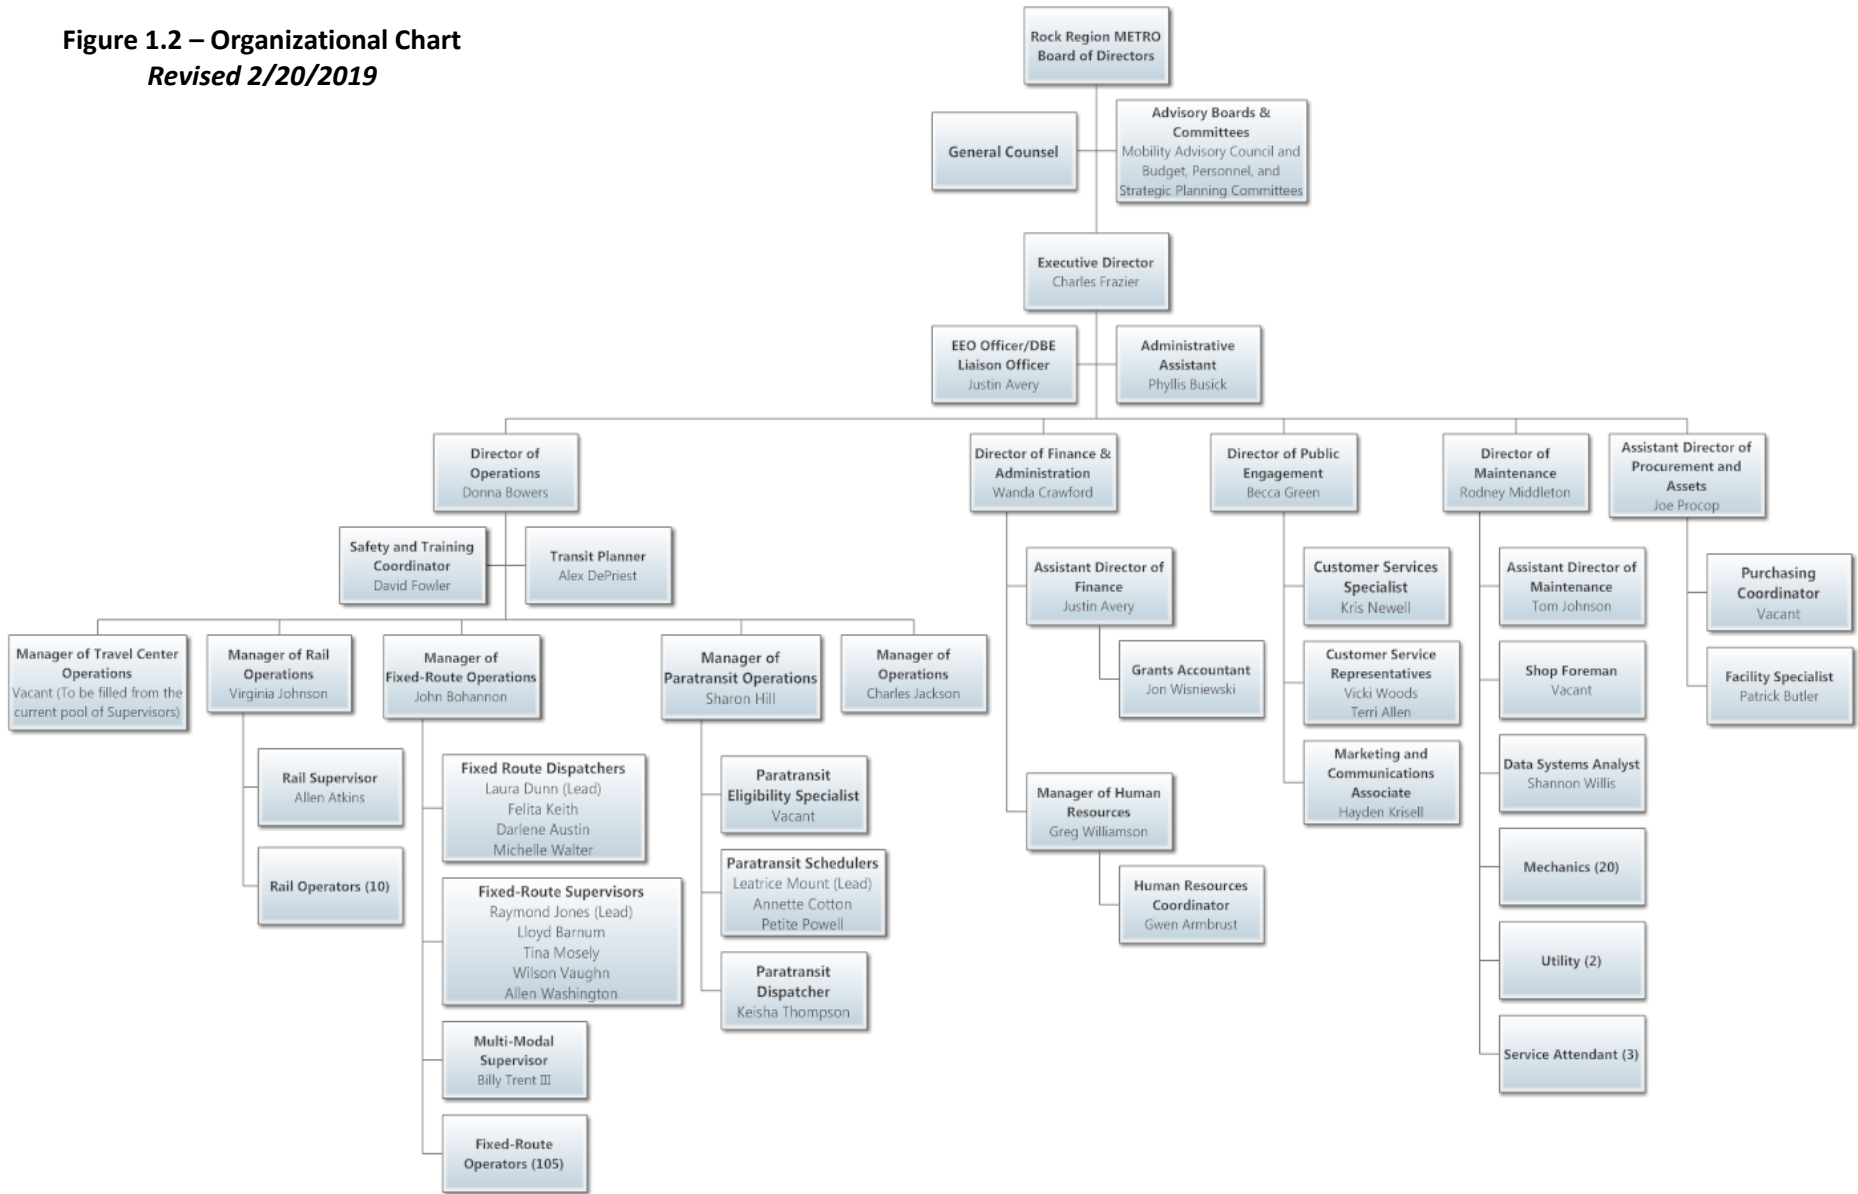 Figure 1.2 – Organizational Chart
Revised 2/20/2019
Rock Region METRO
Board of Directors
General Counsel
Advisory Boards &
Committees
Mobility Advisory Council and
Budget, Personnel, and
Strategic Planning Committees
Executive Director
Charles Frazier
EEO Officer/DBE
Liaison Officer
Justin Avery
Administrative
Assistant
Phyllis Busick
Director of
Operations
Donna Bowers
Director of Finance &
Administration
Wanda Crawford
Director of Public
Engagement
Becca Green
Director of
Maintenance
Rodney Middleton
Assistant Director of
Procurement and
Assets
Joe Procop
Safety and Training
Coordinator
David Fowler
Transit Planner
Alex DePriest
Manager of Travel Center
Operations
Vacant (To be filled from the
current pool of Supervisors)
Manager of Rail
Operations
Virginia Johnson
Manager of
Fixed-Route Operations
John Bohannon
Manager of
Paratransit Operations
Sharon Hill
Manager of
Operations
Charles Jackson
Rail Supervisor
Allen Atkins
Rail Operators (10)
Fixed Route Dispatchers
Laura Dunn (Lead)
Felita Keith
Darlene Austin
Michelle Walter
Fixed-Route Supervisors
Raymond Jones (Lead)
Lloyd Barnum
Tina Mosely
Wilson Vaughn
Allen Washington
Multi-Modal
Supervisor
Billy Trent III
Fixed-Route
Operators (105)
Paratransit
Eligibility Specialist
Vacant
Paratransit Schedulers
Leatrice Mount (Lead)
Annette Cotton
Petite Powell
Paratransit
Dispatcher
Keisha Thompson
Assistant Director of
Finance
Justin Avery
Grants Accountant
Jon Wisniewski
Manager of Human
Resources
Greg Williamson
Human Resources
Coordinator
Gwen Armbrust
Customer Services
Specialist
Kris Newell
Customer Service
Representatives
Vicki Woods
Terri Allen
Marketing and
Communications
Associate
Hayden Krisell
Assistant Director of
Maintenance
Tom Johnson
Shop Foreman
Vacant
Data Systems Analyst
Shannon Willis
Mechanics (20)
Utility (2)
Service Attendant (3)
Purchasing
Coordinator
Vacant
Facility Specialist
Patrick Butler